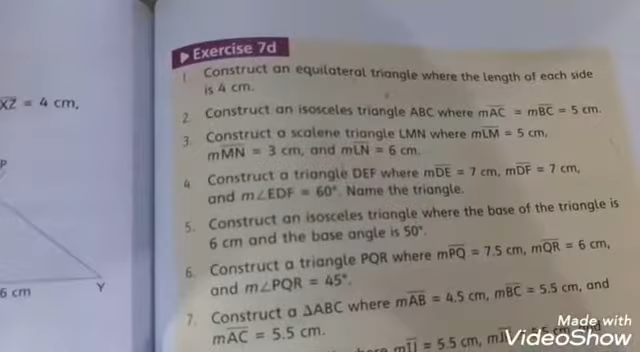 XZ = 4 cm,
P
6 cm
Y
Exercise 7d
1. Construct an equilateral triangle where the length of each side
is 4 cm.
2. Construct an isosceles triangle ABC where mAC = mBC = 5 cm.
3. Construct a scalene triangle LMN where mLM = 5 cm,
mMN = 3 cm, and mLN = 6 cm.
4. Construct a triangle DEF where mDE = 7 cm, mDF = 7 cm,
and m∠EDF = 60°. Name the triangle.
5. Construct an isosceles triangle where the base of the triangle is
6 cm and the base angle is 50°.
6. Construct a triangle PQR where mPQ = 7.5 cm, mQR = 6 cm,
and m∠PQR = 45°.
7. Construct a ΔABC where mAB = 4.5 cm, mBC = 5.5 cm, and
mAC = 5.5 cm.
= 5.5 cm,
Made with
VideoShow